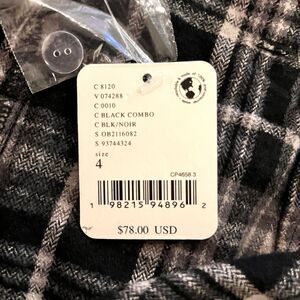 C 8120
V 074288
C 0010
C BLACK COMBO
C BLK/NOIR
S OB2116082
S 93744324
size
4
CP4658 3
1 98215 94896 2
$78.00 USD